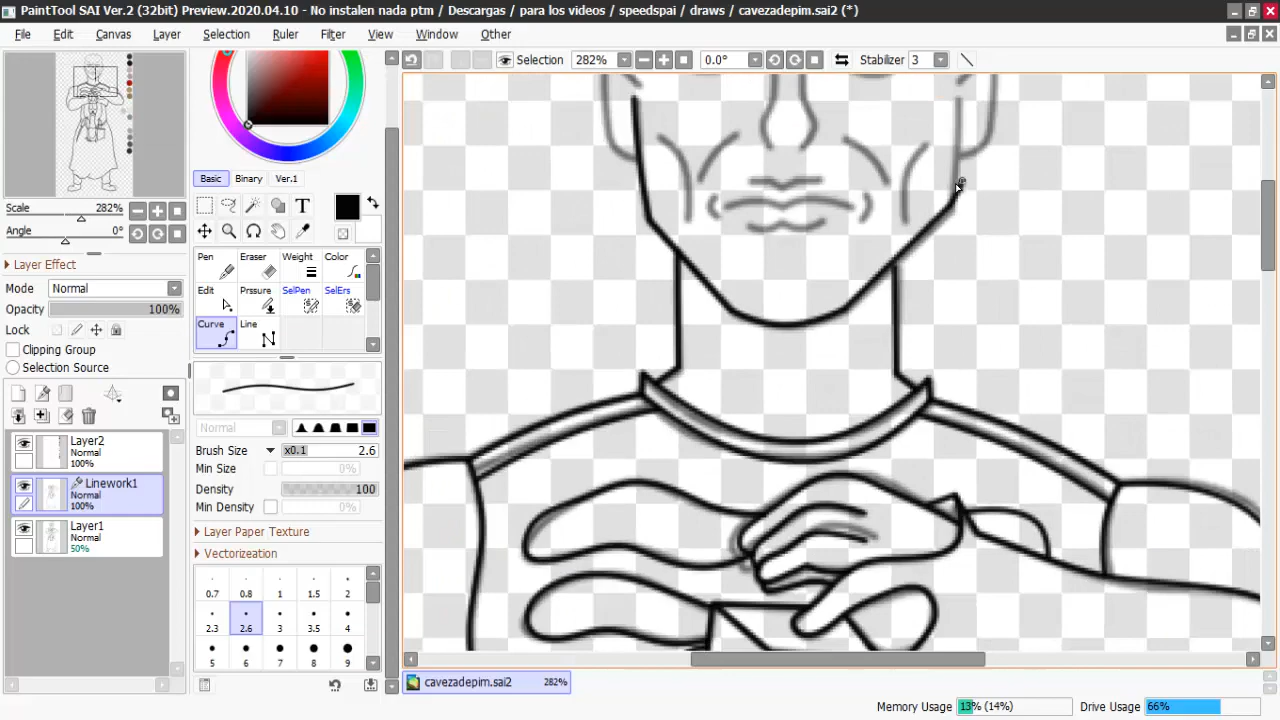 PaintTool SAI Ver.2 (32bit) Preview.2020.04.10 - No instalen nada ptm / Descargas / para los videos / speedspai / draws / cavezadepim.sai2 (*)
File Edit Canvas Layer Selection Ruler Filter View Window Other
Selection 282% 0.0° Stabilizer 3
Scale 282%
Angle 0°
Layer Effect
Mode Normal
Opacity 100%
Lock
Clipping Group
Selection Source
Layer2
Normal
100%
Linework1
Normal
100%
Layer1
Normal
50%
Basic Binary Ver.1
T
Pen Eraser Weight Color
Edit Prssure SelPen SelErs
Curve Line
Normal
Brush Size x0.1 2.6
Min Size 0%
Density 100
Min Density 0%
Layer Paper Texture
Vectorization
0.7 0.8 1 1.5 2
2.3 2.6 3 3.5 4
5 6 7 8 9
cavezadepim.sai2 282%
Memory Usage 13% (14%) Drive Usage 66%